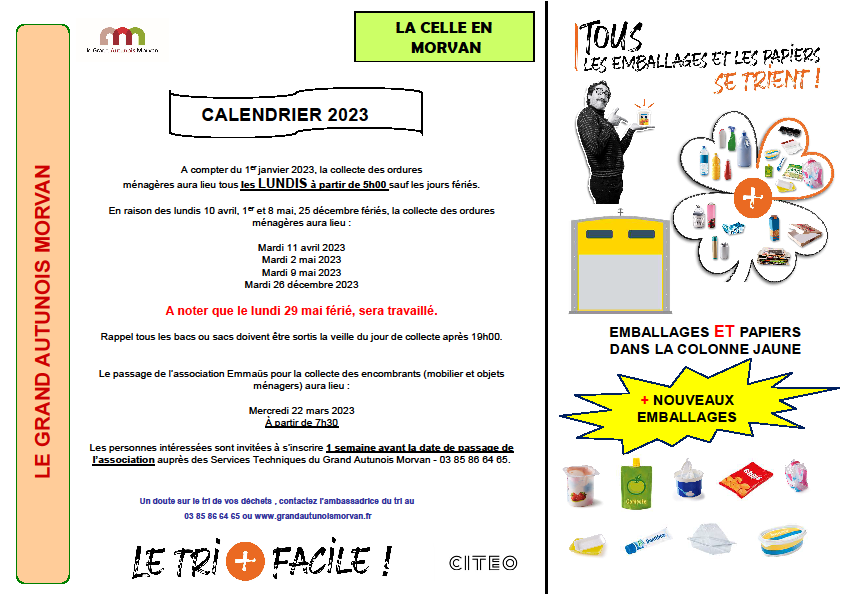 le Grand Autunois Morvan
LA CELLE EN
MORVAN
CALENDRIER 2023
LE GRAND AUTUNOIS MORVAN
A compter du 1er janvier 2023, la collecte des ordures
ménagères aura lieu tous les LUNDIS à partir de 5h00 sauf les jours fériés.
En raison des lundis 10 avril, 1er et 8 mai, 25 décembre fériés, la collecte des ordures
ménagères aura lieu :
Mardi 11 avril 2023
Mardi 2 mai 2023
Mardi 9 mai 2023
Mardi 26 décembre 2023
A noter que le lundi 29 mai férié, sera travaillé.
Rappel tous les bacs ou sacs doivent être sortis la veille du jour de collecte après 19h00.
Le passage de l'association Emmaüs pour la collecte des encombrants (mobilier et objets
ménagers) aura lieu :
Mercredi 22 mars 2023
À partir de 7h30
Les personnes intéressées sont invitées à s'inscrire 1 semaine avant la date de passage de
l'association auprès des Services Techniques du Grand Autunois Morvan - 03 85 86 64 65.
Un doute sur le tri de vos déchets , contactez l'ambassadrice du tri au
03 85 86 64 65 ou www.grandautunoismorvan.fr
LE TRI + FACILE !
CITEO
TOUS
LES EMBALLAGES ET LES PAPIERS
SE TRIENT !
+
EMBALLAGES ET PAPIERS
DANS LA COLONNE JAUNE
+ NOUVEAUX
EMBALLAGES